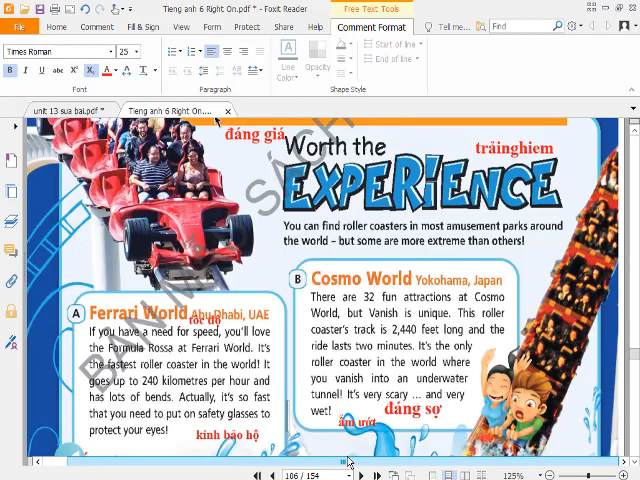 Tieng anh 6 Right On.pdf * - Foxit Reader
Free Text Tools
File
Home
Comment
View
Form
Protect
Share
Help
Comment Format
Tell me...
Find
Times Roman
25
B I U abc X₂ X² T
Paragraph
Line Color
Opacity
Start of line
End of line
Shape Style
unit 13 sua bai.pdf *
Tieng anh 6 Right On....
đáng giá
Worth the
trảinghiem
EXPERIENCE
You can find roller coasters in most amusement parks around
the world – but some are more extreme than others!
A Ferrari World Abu Dhabi, UAE
tốc độ
If you have a need for speed, you'll love
the Formula Rossa at Ferrari World. It's
the fastest roller coaster in the world! It
goes up to 240 kilometres per hour and
has lots of bends. Actually, it's so fast
that you need to put on safety glasses to
protect your eyes!
kính bảo hộ
B Cosmo World Yokohama, Japan
There are 32 fun attractions at Cosmo
World, but Vanish is unique. This roller
coaster's track is 2,440 feet long and the
ride lasts two minutes. It's the only
roller coaster in the world where
you vanish into an underwater
tunnel! It's very scary ... and very
wet!
đáng sợ
ẩm ướt
BẢN MẪU SÁCH
106 / 154
125%